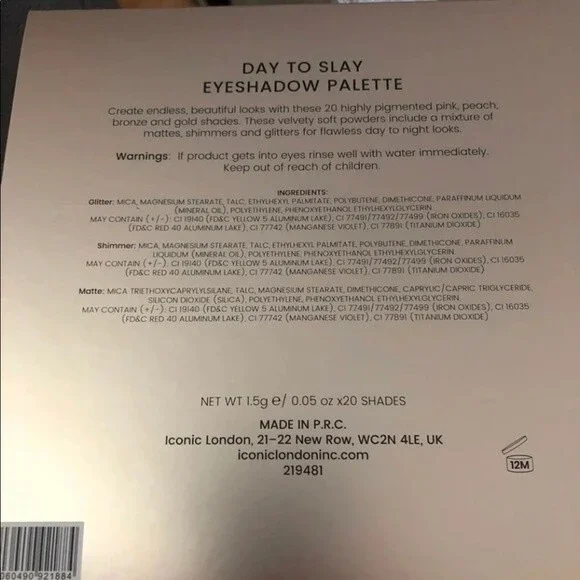 DAY TO SLAY
EYESHADOW PALETTE
Create endless, beautiful looks with these 20 highly pigmented pink, peach,
bronze and gold shades. These velvety soft powders include a mixture of
mattes, shimmers and glitters for flawless day to night looks.
Warnings: If product gets into eyes rinse well with water immediately.
Keep out of reach of children.
INGREDIENTS:
Glitter: MICA, MAGNESIUM STEARATE, TALC, ETHYLHEXYL PALMITATE, POLYBUTENE, DIMETHICONE, PARAFFINUM LIQUIDUM
(MINERAL OIL), POLYETHYLENE, PHENOXYETHANOL ETHYLHEXYLGLYCERIN.
MAY CONTAIN (+/-): CI 19140 (FD&C YELLOW 5 ALUMINUM LAKE), CI 77491/77492/77499 (IRON OXIDES), CI 16035
(FD&C RED 40 ALUMINUM LAKE), CI 77742 (MANGANESE VIOLET), CI 77891 (TITANIUM DIOXIDE)
Shimmer: MICA, MAGNESIUM STEARATE, TALC, ETHYLHEXYL PALMITATE, POLYBUTENE, DIMETHICONE, PARAFFINUM
LIQUIDUM (MINERAL OIL), POLYETHYLENE, PHENOXYETHANOL ETHYLHEXYLGLYCERIN.
MAY CONTAIN (+/-): CI 19140 (FD&C YELLOW 5 ALUMINUM LAKE), CI 77491/77492/77499 (IRON OXIDES), CI 16035
(FD&C RED 40 ALUMINUM LAKE), CI 77742 (MANGANESE VIOLET), CI 77891 (TITANIUM DIOXIDE)
Matte: MICA TRIETHOXYCAPRYLYLSILANE, TALC, MAGNESIUM STEARATE, DIMETHICONE, CAPRYLIC/CAPRIC TRIGLYCERIDE,
SILICON DIOXIDE (SILICA), POLYETHYLENE, PHENOXYETHANOL ETHYLHEXYLGLYCERIN.
MAY CONTAIN (+/-): CI 19140 (FD&C YELLOW 5 ALUMINUM LAKE), CI 77491/77492/77499 (IRON OXIDES), CI 16035
(FD&C RED 40 ALUMINUM LAKE), CI 77742 (MANGANESE VIOLET), CI 77891 (TITANIUM DIOXIDE)
NET WT 1.5g e/ 0.05 oz x20 SHADES
MADE IN P.R.C.
Iconic London, 21-22 New Row, WC2N 4LE, UK
iconiclondoninc.com
219481
12M
060490 921884